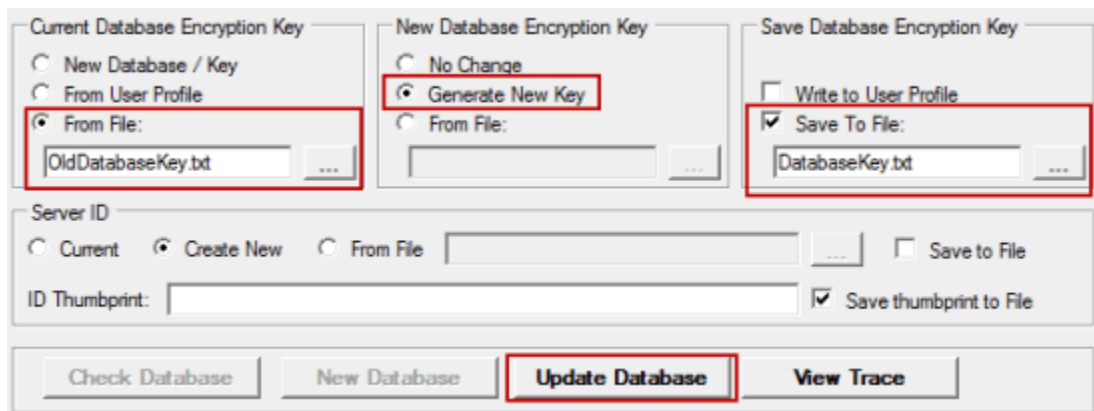 Current Database Encryption Key
New Database / Key
From User Profile
From File:
OldDatabaseKey.txt
...
New Database Encryption Key
No Change
Generate New Key
From File:
...
Save Database Encryption Key
Write to User Profile
Save To File:
DatabaseKey.txt
...
Server ID
Current Create New From File ... Save to File
ID Thumbprint: Save thumbprint to File
Check Database New Database Update Database View Trace